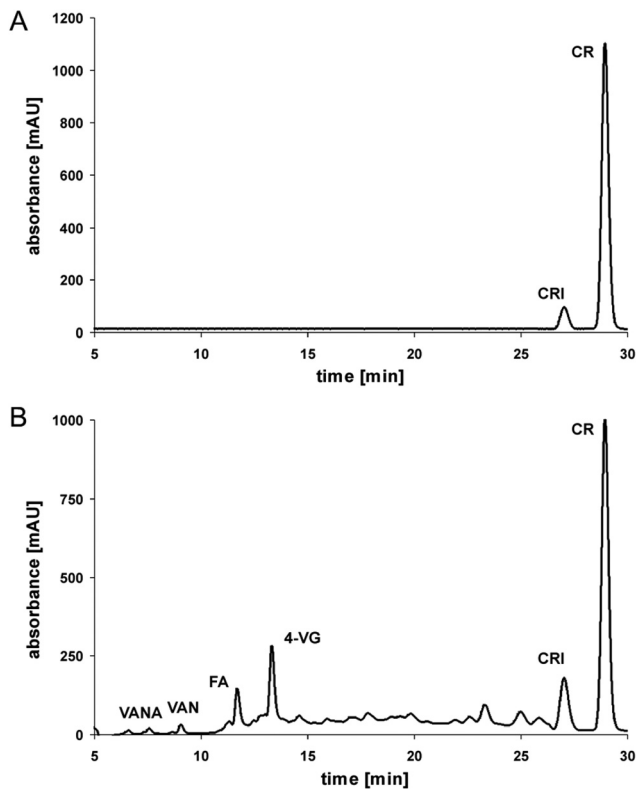 A
absorbance [mAU]
1200
1000
800
600
400
200
0
CR
CRI
5 10 15 20 25 30
time [min]
B
absorbance [mAU]
1000
750
500
250
0
CR
4-VG
CRI
FA
VAN
VANA
5 10 15 20 25 30
time [min]